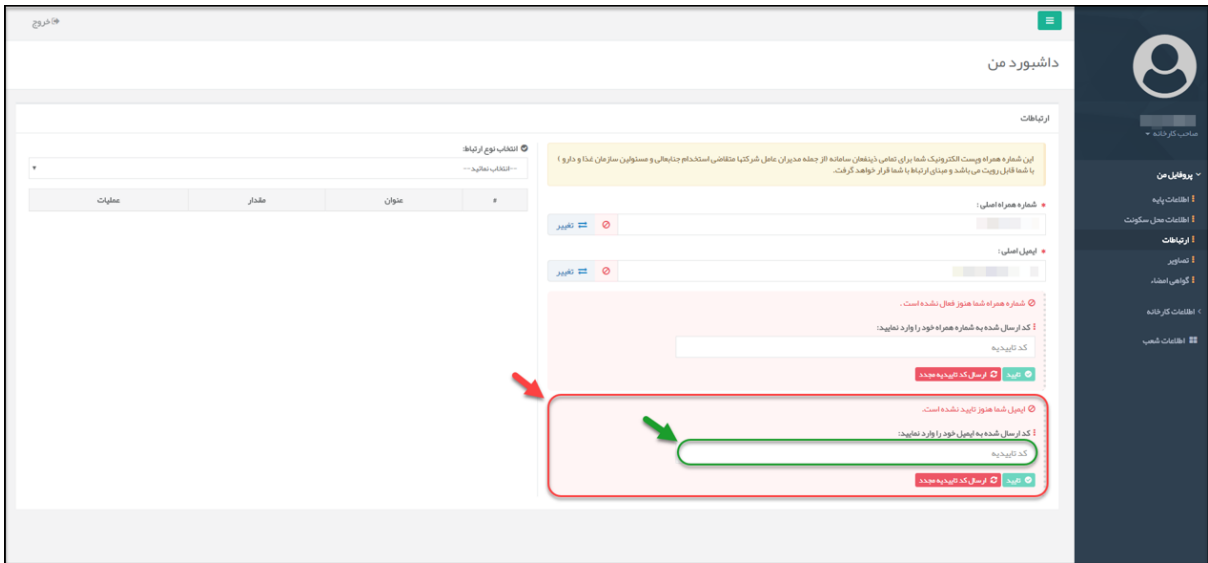 خروج
داشبورد من
صاحب کارخانه
پروفایل من
اطلاعات پایه
اطلاعات محل سکونت
ارتباطات
تصاویر
گواهی امضاء
اطلاعات کارخانه
اطلاعات شعب
ارتباطات
این شماره همراه وپست الکترونیک شما برای تمامی ذینفعان سامانه (از جمله مدیران عامل شرکتها متقاضی استخدام جنابعالی و مسئولین سازمان غذا و دارو )
با شما قابل رویت می باشد و مبنای ارتباط با شما قرار خواهد گرفت.
* شماره همراه اصلی :
تغییر
* ایمیل اصلی :
تغییر
شماره همراه شما هنوز فعال نشده است .
کد ارسال شده به شماره همراه خود را وارد نمایید:
کد تاییدیه
تایید ارسال کد تاییدیه مجدد
ایمیل شما هنوز تایید نشده است.
کد ارسال شده به ایمیل خود را وارد نمایید:
کد تاییدیه
تایید ارسال کد تاییدیه مجدد
انتخاب نوع ارتباط:
---انتخاب نمائید---
# عنوان مقدار عملیات